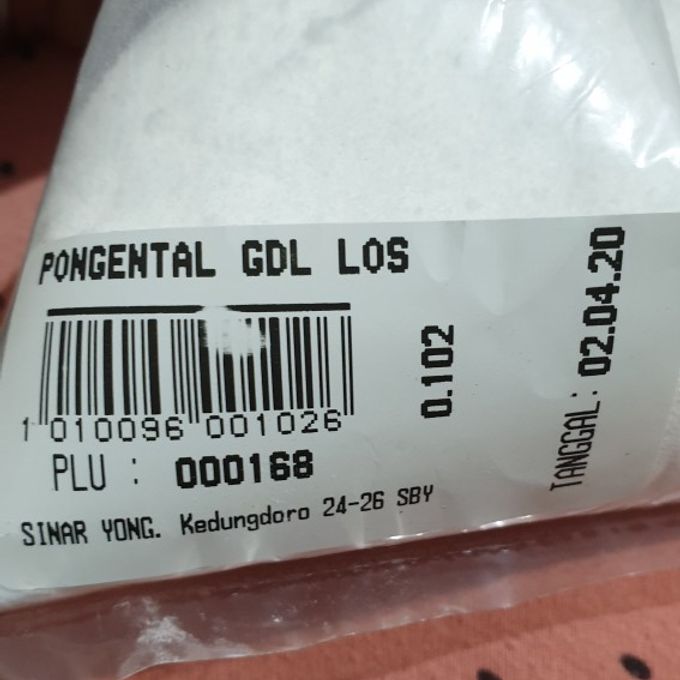 PONGENTAL GDL LOS
1 010096 001026
0.102
TANGGAL: 02.04.20
PLU : 000168
SINAR YONG. Kedungdoro 24-26 SBY